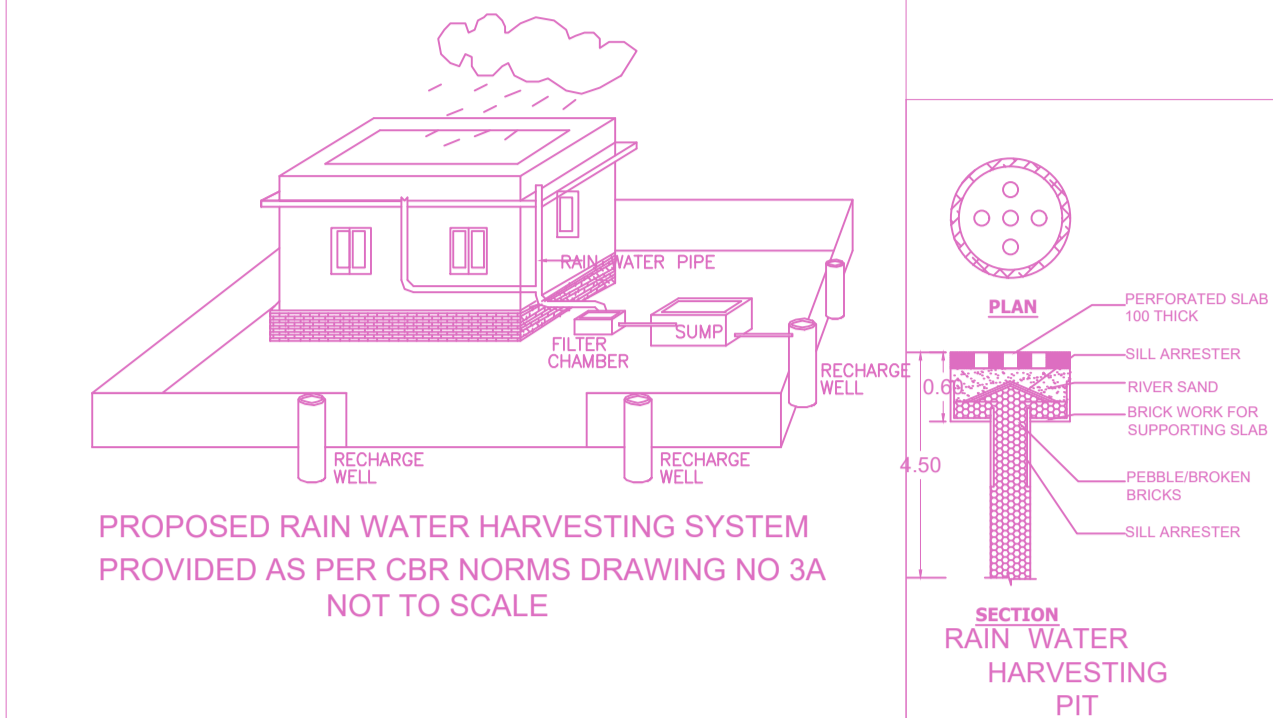 RAIN WATER PIPE
SUMP
FILTER
CHAMBER
RECHARGE
WELL
RECHARGE
WELL
RECHARGE
WELL
PROPOSED RAIN WATER HARVESTING SYSTEM
PROVIDED AS PER CBR NORMS DRAWING NO 3A
NOT TO SCALE
PLAN
PERFORATED SLAB
100 THICK
SILL ARRESTER
RIVER SAND
BRICK WORK FOR
SUPPORTING SLAB
PEBBLE/BROKEN
BRICKS
SILL ARRESTER
0.60
4.50
SECTION
RAIN WATER
HARVESTING
PIT